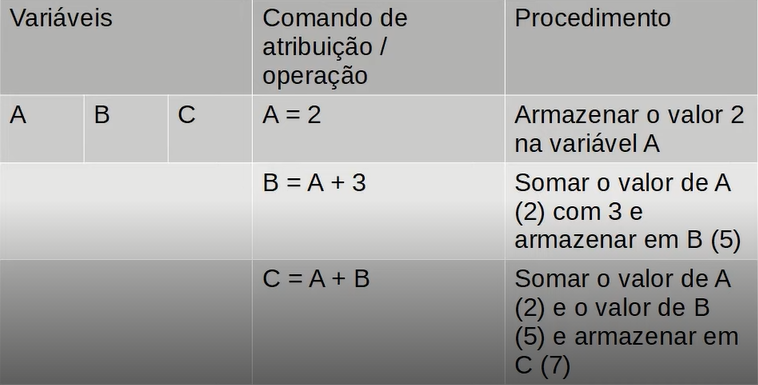 Variáveis
Comando de
atribuição /
operação
Procedimento
A
B
C
A = 2
Armazenar o valor 2
na variável A
B = A + 3
Somar o valor de A
(2) com 3 e
armazenar em B (5)
C = A + B
Somar o valor de A
(2) e o valor de B
(5) e armazenar em
C (7)